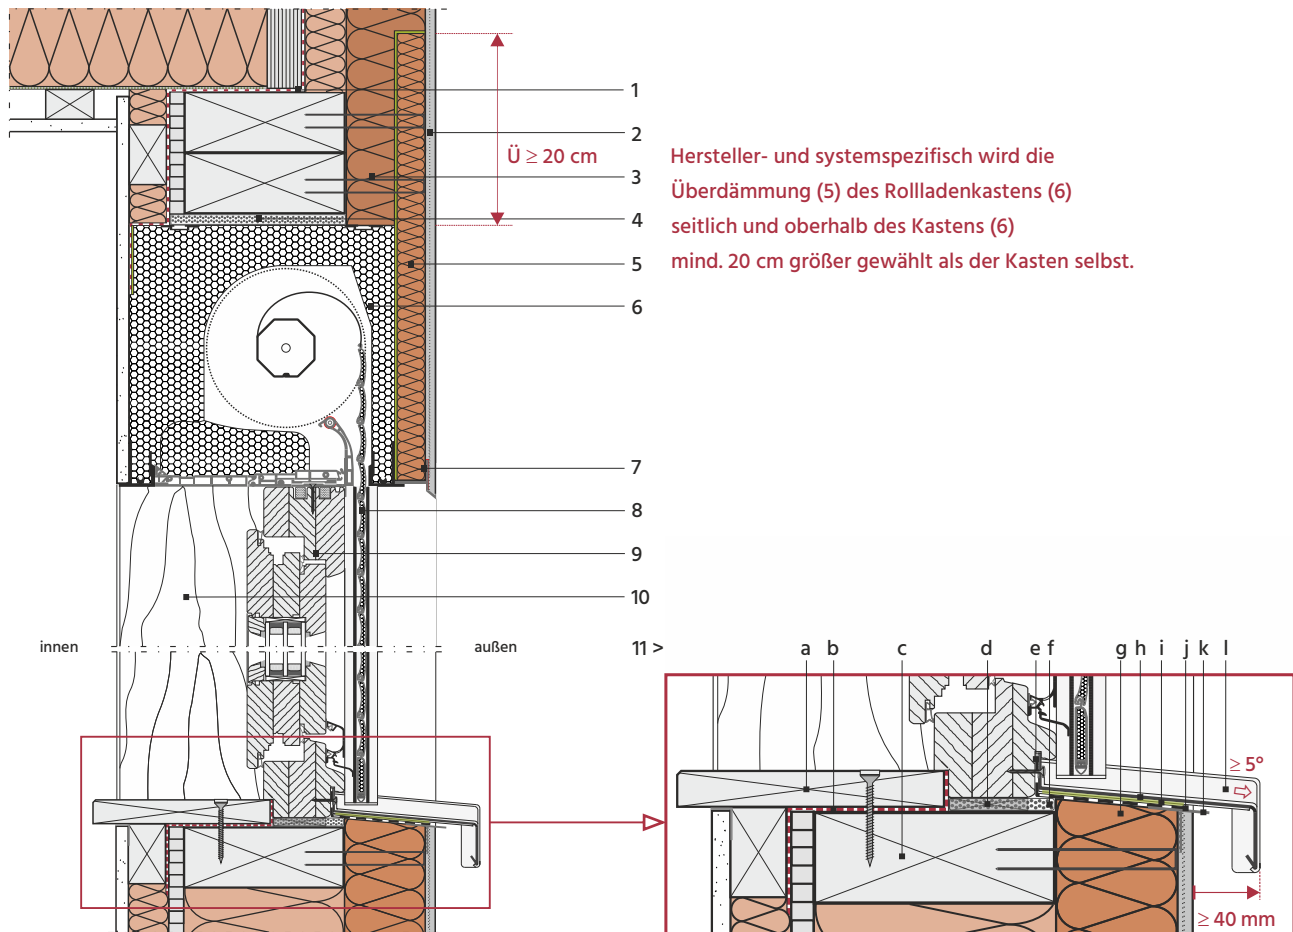 1
2
Ü ≥ 20 cm
Hersteller- und systemspezifisch wird die
3
Überdämmung (5) des Rollladenkastens (6)
4
seitlich und oberhalb des Kastens (6)
5
mind. 20 cm größer gewählt als der Kasten selbst.
6
7
8
9
10
innen
außen
11 >
a b c d e f g h i j k l
≥ 5°
≥ 40 mm